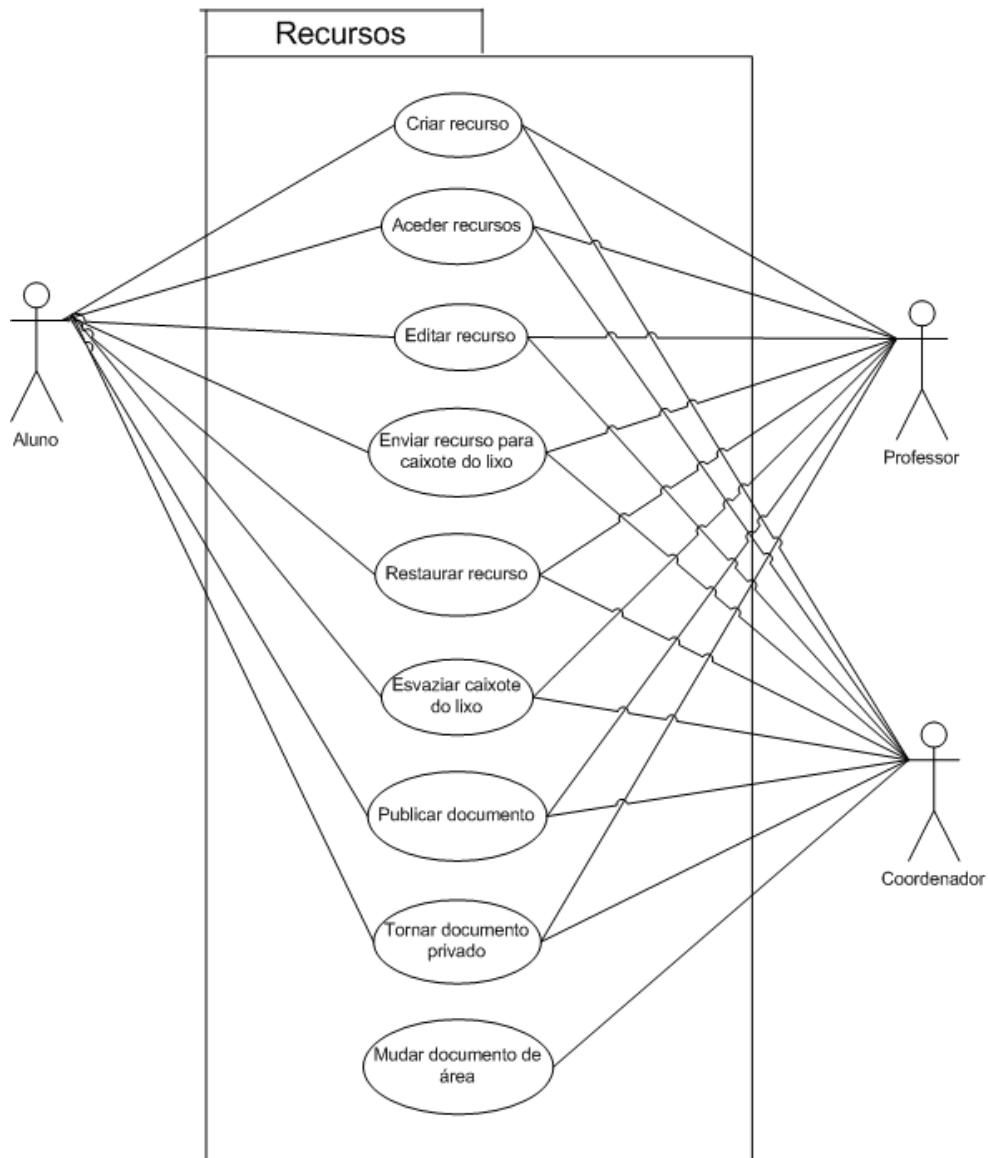 Recursos
Criar recurso
Aceder recursos
Editar recurso
Aluno
Enviar recurso para
caixote do lixo
Professor
Restaurar recurso
Esvaziar caixote
do lixo
Publicar documento
Coordenador
Tornar documento
privado
Mudar documento de
área